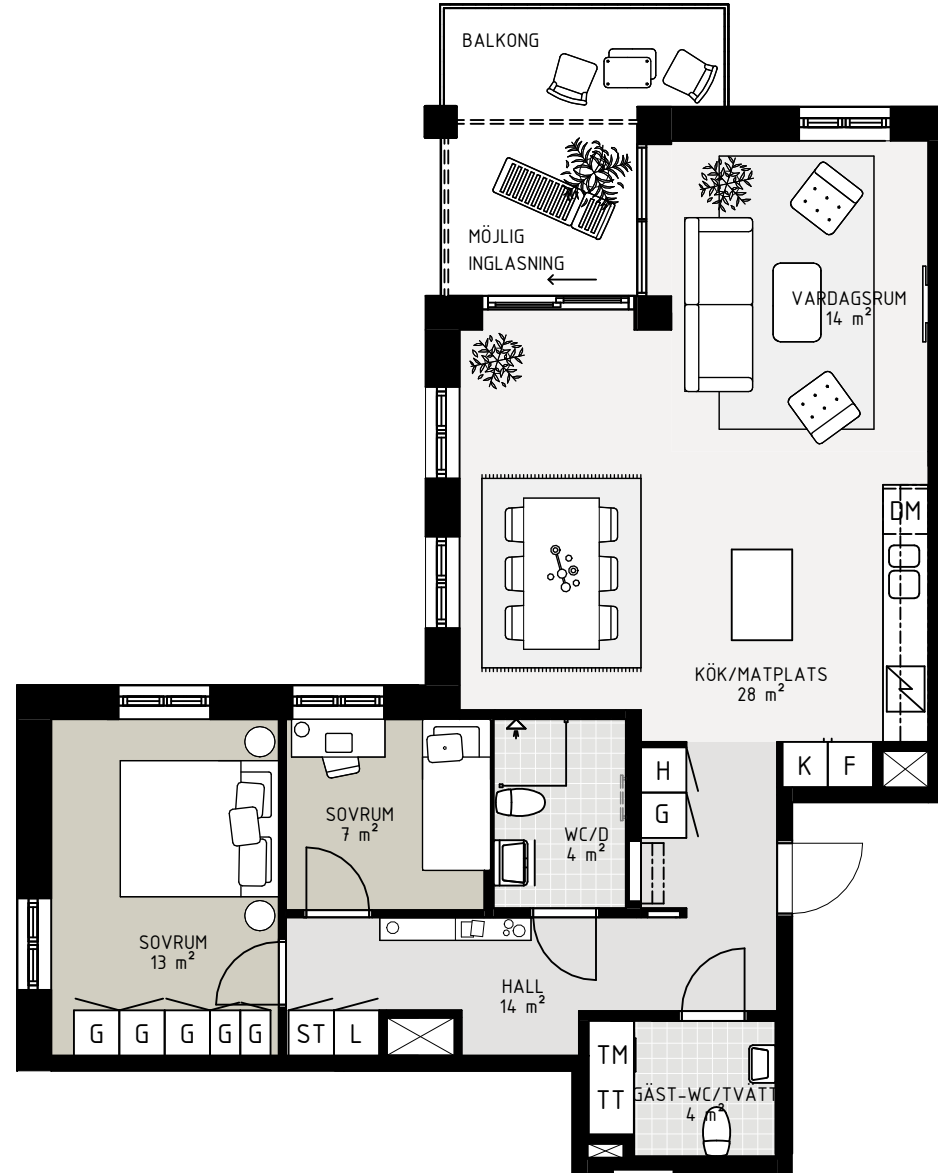 BALKONG
MÖJLIG
INGLASNING
VARDAGSRUM
14 m²
DM
KÖK/MATPLATS
28 m²
K F
H
G
SOVRUM
7 m²
WC/D
4 m²
SOVRUM
13 m²
HALL
14 m²
G G G G G ST L
TM
TT
GÄST-WC/TVÄTT
4 m²